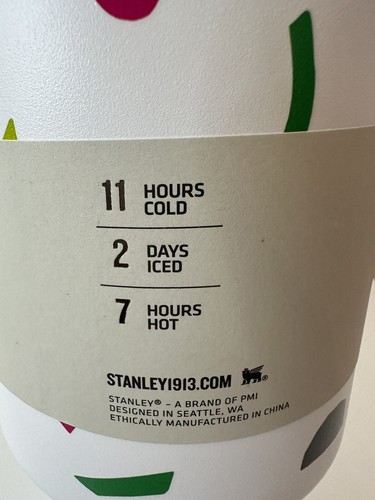 11 HOURS
COLD
2 DAYS
ICED
7 HOURS
HOT
STANLEY1913.COM ®
STANLEY® - A BRAND OF PMI
DESIGNED IN SEATTLE, WA
ETHICALLY MANUFACTURED IN CHINA